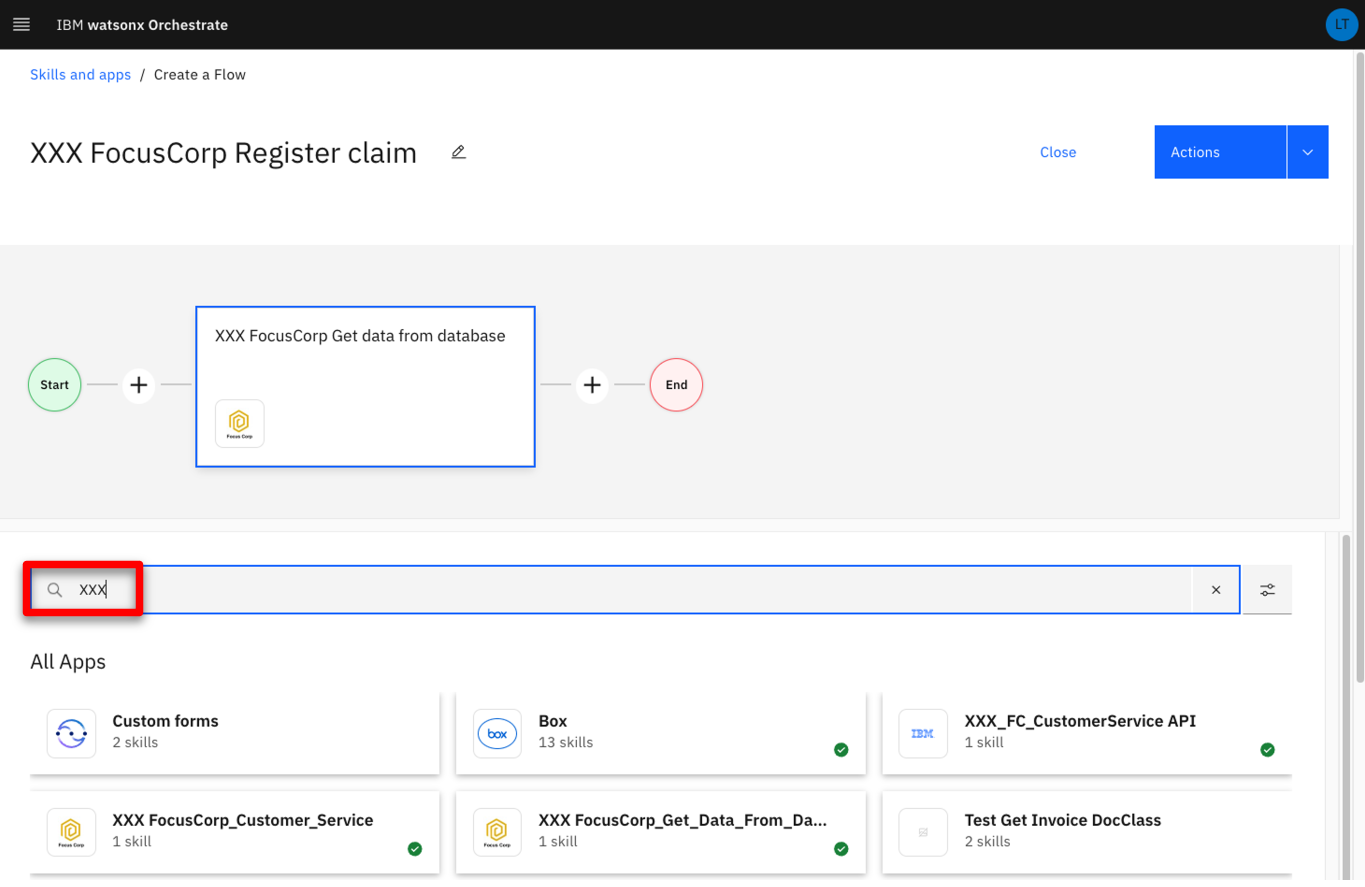 IBM watsonx Orchestrate
LT
Skills and apps / Create a Flow
XXX FocusCorp Register claim
Close
Actions
XXX FocusCorp Get data from database
Start
End
Focus Corp
XXX
All Apps
Custom forms
2 skills
box
Box
13 skills
IBM
XXX_FC_CustomerService API
1 skill
Focus Corp
XXX FocusCorp_Customer_Service
1 skill
Focus Corp
XXX FocusCorp_Get_Data_From_Da...
1 skill
Test Get Invoice DocClass
2 skills